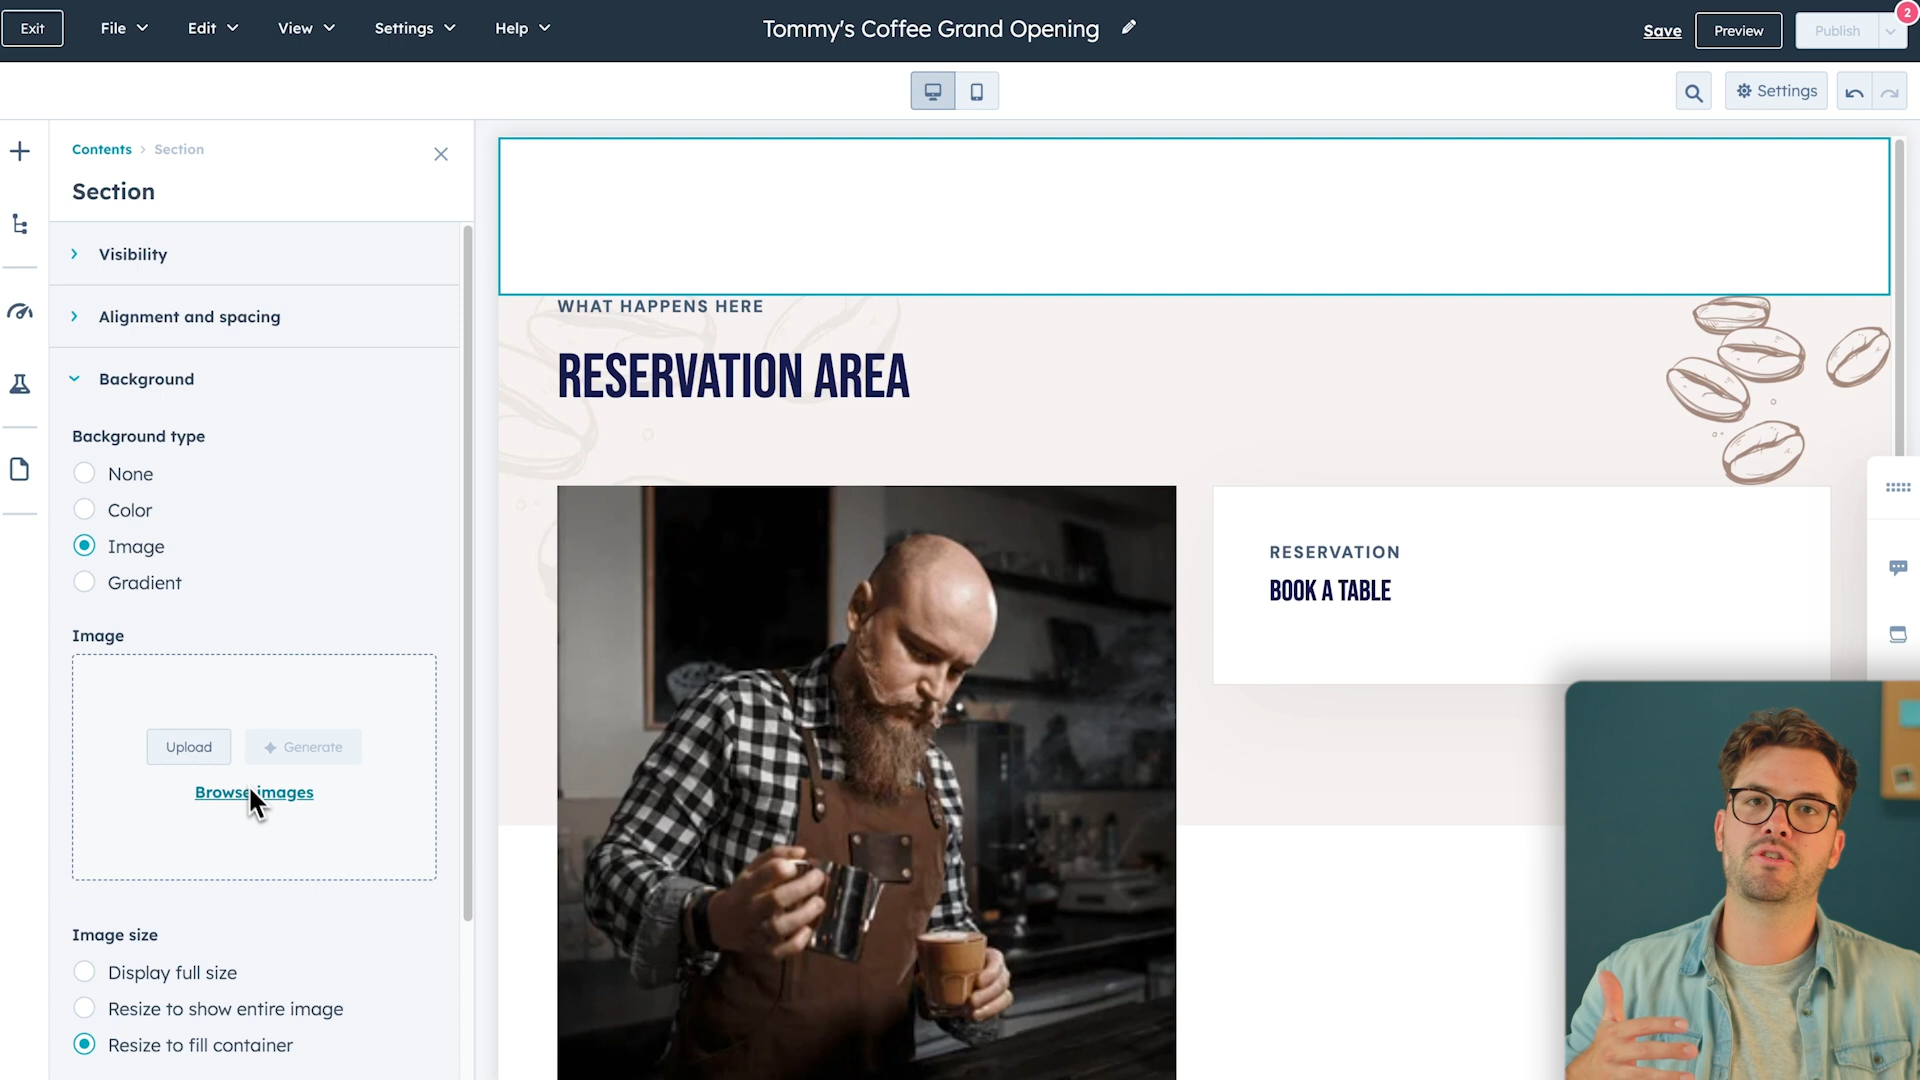 Exit
File
Edit
View
Settings
Help
Tommy's Coffee Grand Opening
Save
Preview
Publish
2
Settings
Contents
Section
Section
Visibility
Alignment and spacing
Background
Background type
None
Color
Image
Gradient
Image
Upload
Generate
Browse images
Image size
Display full size
Resize to show entire image
Resize to fill container
WHAT HAPPENS HERE
RESERVATION AREA
RESERVATION
BOOK A TABLE